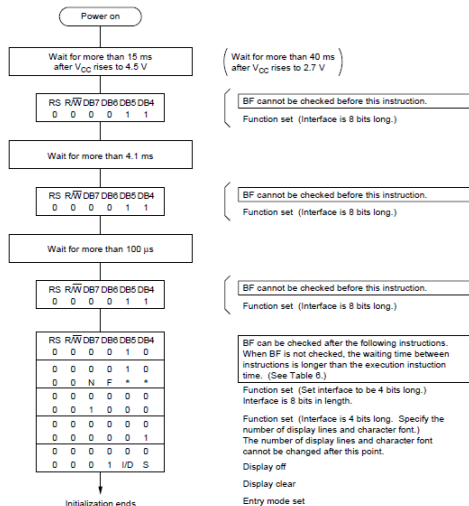 Power on
Wait for more than 15 ms
after VCC rises to 4.5 V
Wait for more than 40 ms
after VCC rises to 2.7 V
RS R/W DB7 DB6 DB5 DB4
0 0 0 0 1 1
BF cannot be checked before this instruction.
Function set (Interface is 8 bits long.)
Wait for more than 4.1 ms
RS R/W DB7 DB6 DB5 DB4
0 0 0 0 1 1
BF cannot be checked before this instruction.
Function set (Interface is 8 bits long.)
Wait for more than 100 µs
RS R/W DB7 DB6 DB5 DB4
0 0 0 0 1 1
BF cannot be checked before this instruction.
Function set (Interface is 8 bits long.)
RS R/W DB7 DB6 DB5 DB4
0 0 0 0 1 0
0 0 0 0 1 0
0 0 N F * *
0 0 0 0 0 0
0 0 1 0 0 0
0 0 0 0 0 0
0 0 0 0 0 1
0 0 0 0 0 0
0 0 0 1 I/D S
Initialization ends
BF can be checked after the following instructions.
When BF is not checked, the waiting time between
instructions is longer than the execution instuction
time. (See Table 6.)
Function set (Set interface to be 4 bits long.)
Interface is 8 bits in length.
Function set (Interface is 4 bits long. Specify the
number of display lines and character font.)
The number of display lines and character font
cannot be changed after this point.
Display off
Display clear
Entry mode set